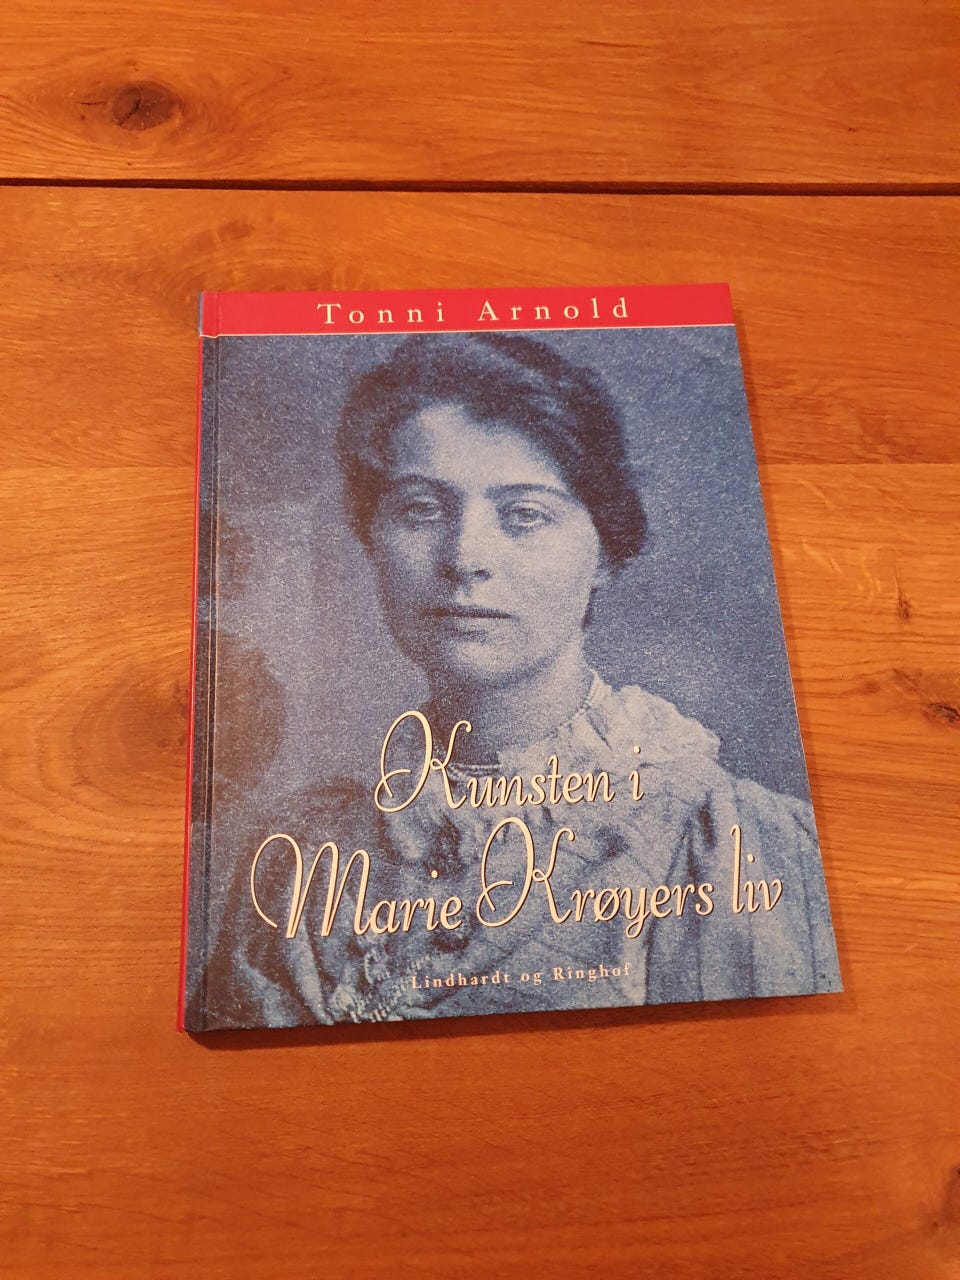 Tonni Arnold
Kunsten i
Marie Krøyers liv
Lindhardt og Ringhof